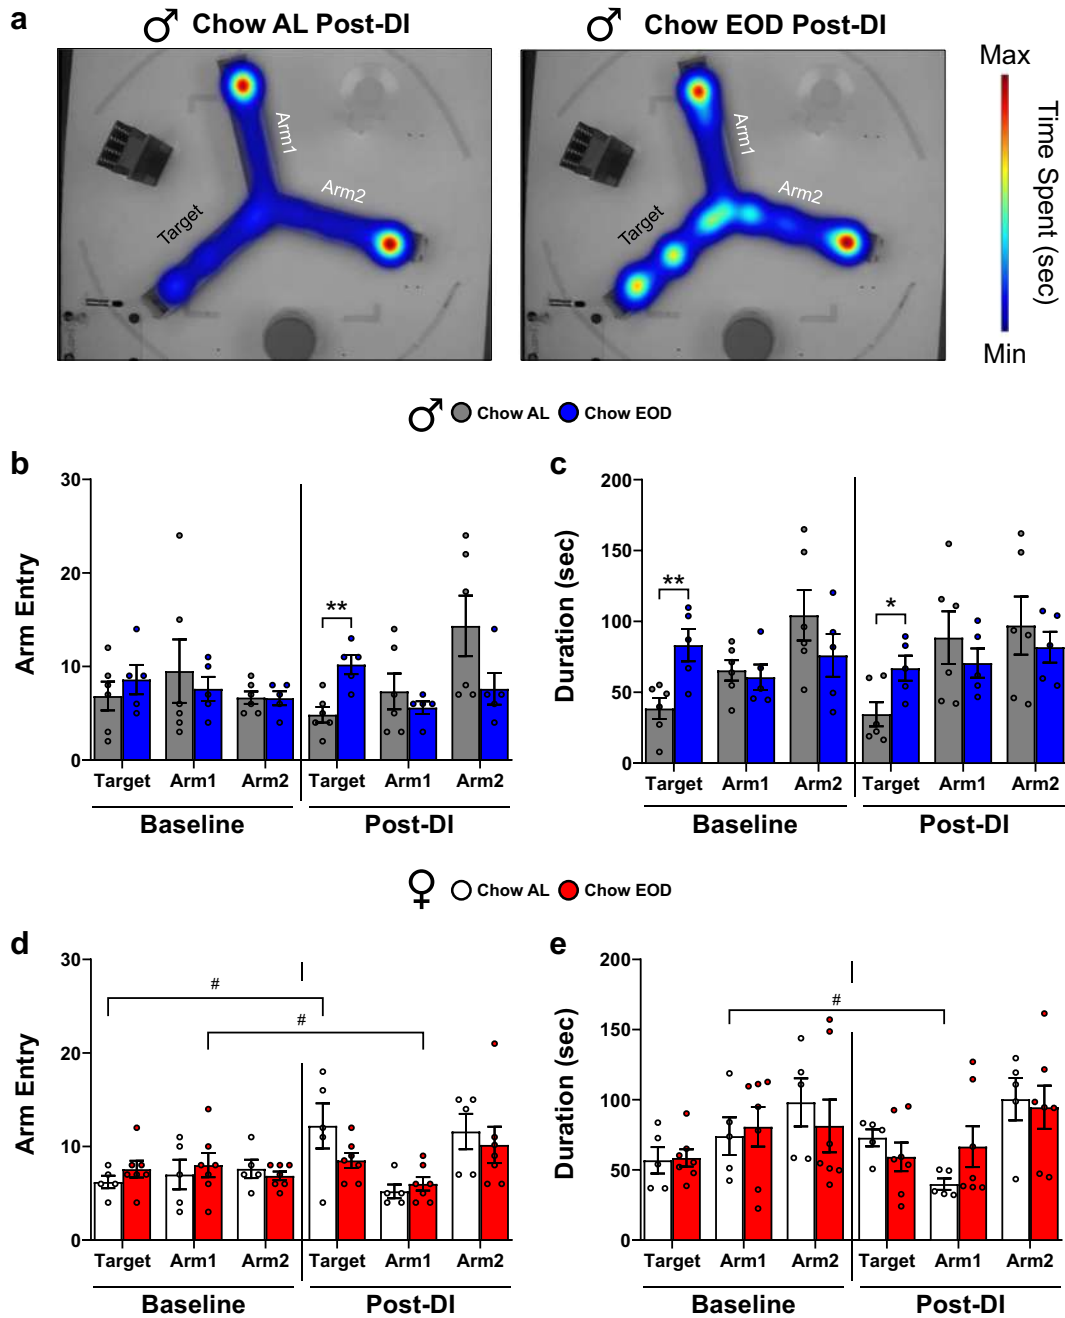 a
♂ Chow AL Post-DI
♂ Chow EOD Post-DI
Arm1
Arm2
Target
Arm1
Arm2
Target
Max
Time Spent (sec)
Min
♂ Chow AL Chow EOD
b
Arm Entry
30
20
10
0
**
Target Arm1 Arm2 Target Arm1 Arm2
Baseline Post-DI
c
Duration (sec)
200
150
100
50
0
**
*
Target Arm1 Arm2 Target Arm1 Arm2
Baseline Post-DI
♀ Chow AL Chow EOD
d
Arm Entry
30
20
10
0
#
#
Target Arm1 Arm2 Target Arm1 Arm2
Baseline Post-DI
e
Duration (sec)
200
150
100
50
0
#
Target Arm1 Arm2 Target Arm1 Arm2
Baseline Post-DI